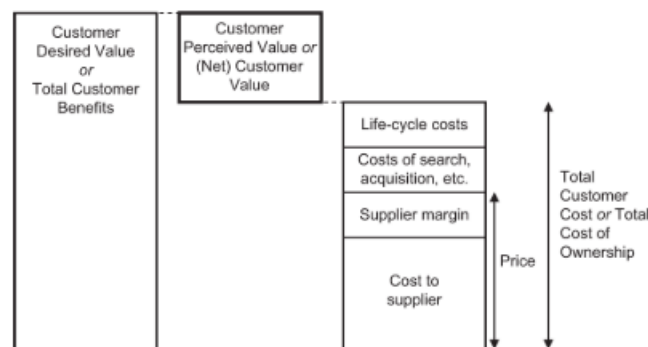 Customer
Desired Value
or
Total Customer
Benefits
Customer
Perceived Value or
(Net) Customer
Value
Life-cycle costs
Costs of search,
acquisition, etc.
Supplier margin
Cost to
supplier
Price
Total
Customer
Cost or Total
Cost of
Ownership